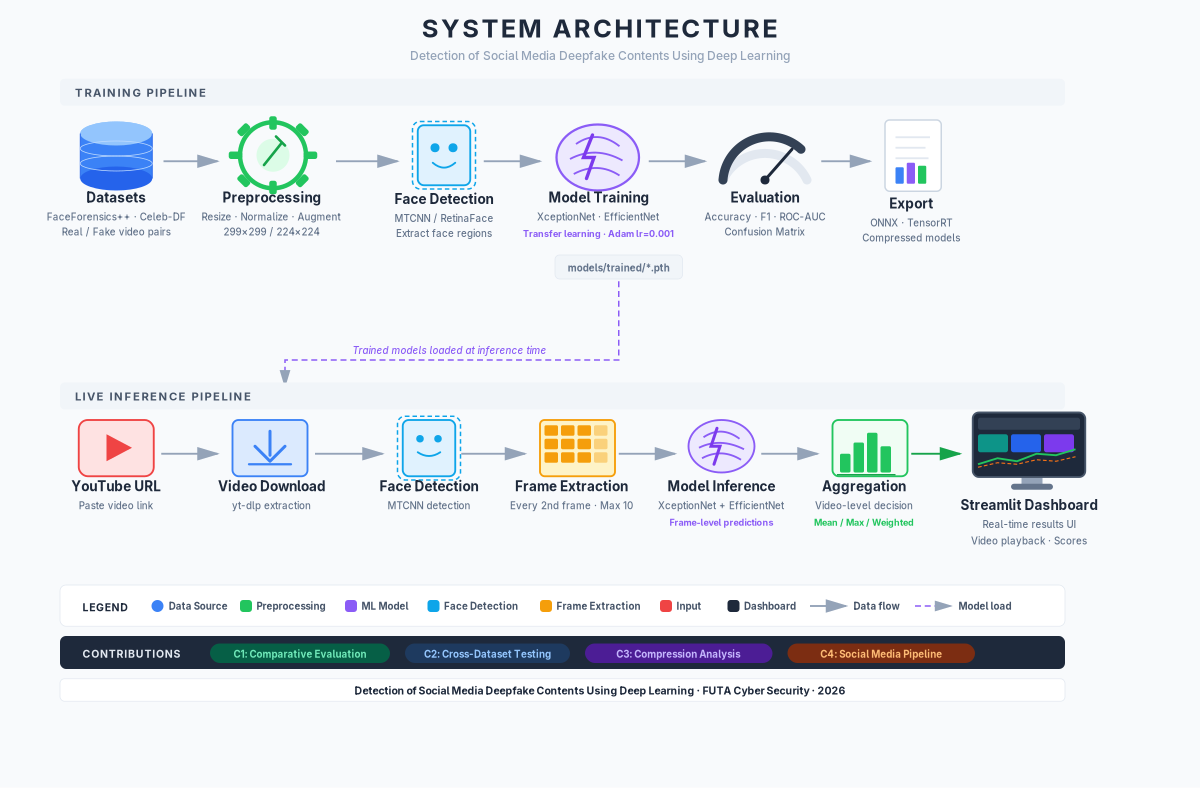 SYSTEM ARCHITECTURE
Detection of Social Media Deepfake Contents Using Deep Learning
TRAINING PIPELINE
Datasets
FaceForensics++ · Celeb-DF
Real / Fake video pairs
Preprocessing
Resize · Normalize · Augment
299×299 / 224×224
Face Detection
MTCNN / RetinaFace
Extract face regions
Model Training
XceptionNet · EfficientNet
Transfer learning · Adam lr=0.001
Evaluation
Accuracy · F1 · ROC-AUC
Confusion Matrix
Export
ONNX · TensorRT
Compressed models
models/trained/*.pth
Trained models loaded at inference time
LIVE INFERENCE PIPELINE
YouTube URL
Paste video link
Video Download
yt-dlp extraction
Face Detection
MTCNN detection
Frame Extraction
Every 2nd frame · Max 10
Model Inference
XceptionNet + EfficientNet
Frame-level predictions
Aggregation
Video-level decision
Mean / Max / Weighted
Streamlit Dashboard
Real-time results UI
Video playback · Scores
LEGEND
Data Source
Preprocessing
ML Model
Face Detection
Frame Extraction
Input
Dashboard
Data flow
Model load
CONTRIBUTIONS
C1: Comparative Evaluation
C2: Cross-Dataset Testing
C3: Compression Analysis
C4: Social Media Pipeline
Detection of Social Media Deepfake Contents Using Deep Learning · FUTA Cyber Security · 2026